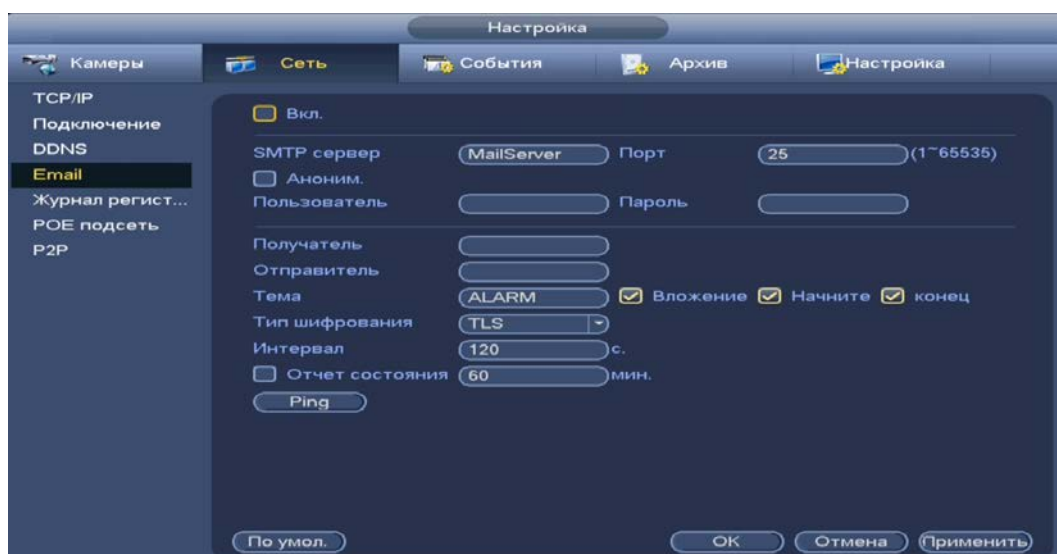 Настройка
Камеры Сеть События Архив Настройка
TCP/IP
Подключение
DDNS
Email
Журнал регист...
POE подсеть
P2P
Вкл.
SMTP сервер MailServer Порт 25 (1~65535)
Аноним.
Пользователь Пароль
Получатель
Отправитель
Тема ALARM Вложение Начните конец
Тип шифрования TLS
Интервал 120 с.
Отчет состояния 60 мин.
Ping
По умол. OK Отмена Применить